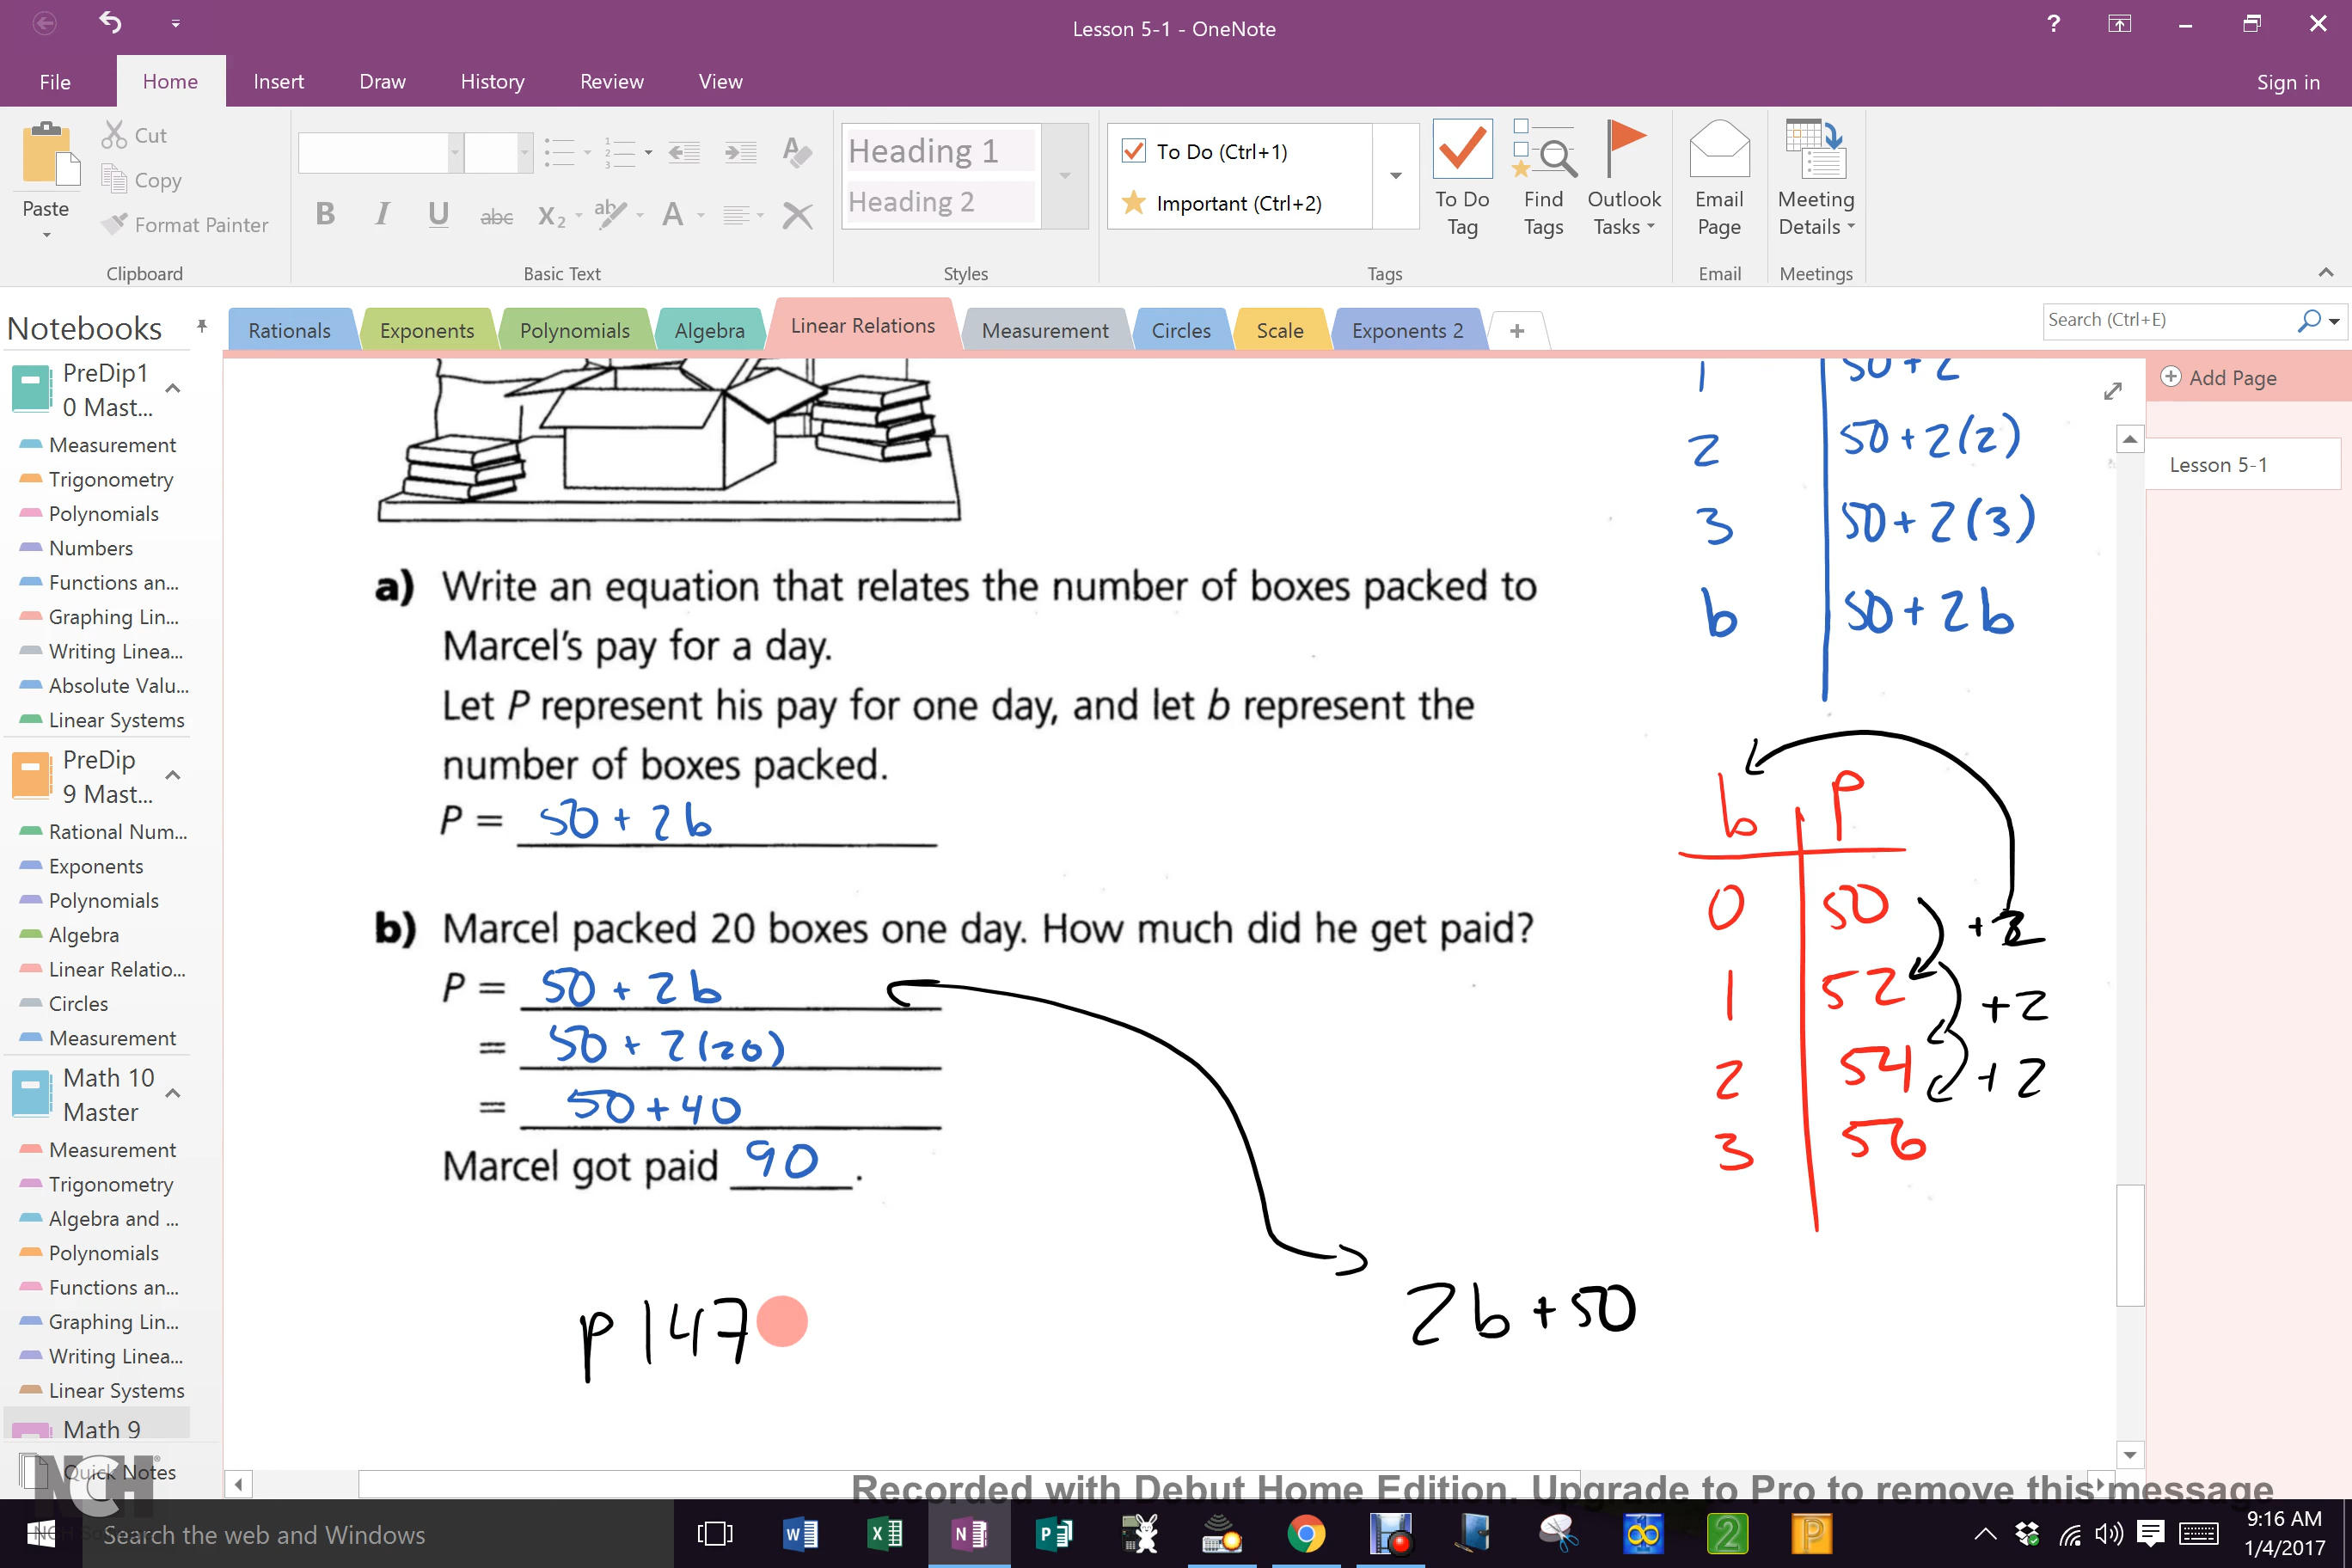 Lesson 5-1 - OneNote
File Home Insert Draw History Review View Sign in
Paste
Cut
Copy
Format Painter
Clipboard
Basic Text
Heading 1
Heading 2
Styles
To Do (Ctrl+1)
Important (Ctrl+2)
To Do Tag
Find Tags
Outlook Tasks
Tags
Email Page
Email
Meeting Details
Meetings
Notebooks
Rationals Exponents Polynomials Algebra Linear Relations Measurement Circles Scale Exponents 2 +
Search (Ctrl+E)
PreDip1
0 Mast...
Measurement
Trigonometry
Polynomials
Numbers
Functions an...
Graphing Lin...
Writing Linea...
Absolute Valu...
Linear Systems
PreDip
9 Mast...
Rational Num...
Exponents
Polynomials
Algebra
Linear Relatio...
Circles
Measurement
Math 10
Master
Measurement
Trigonometry
Algebra and ...
Polynomials
Functions an...
Graphing Lin...
Writing Linea...
Linear Systems
Math 9
Quick Notes
Add Page
Lesson 5-1
1 50+2
2 50+2(2)
3 50+2(3)
b 50+2b
a) Write an equation that relates the number of boxes packed to
Marcel's pay for a day.
Let P represent his pay for one day, and let b represent the
number of boxes packed.
P = 50 + 2b
b) Marcel packed 20 boxes one day. How much did he get paid?
P = 50 + 2b
= 50 + 2(20)
= 50+40
Marcel got paid 90.
b P
0 50
+2
1 52
+2
2 54
+2
3 56
p 147
2b+50
Recorded with Debut Home Edition. Upgrade to Pro to remove this message
NCH
Search the web and Windows
9:16 AM
1/4/2017